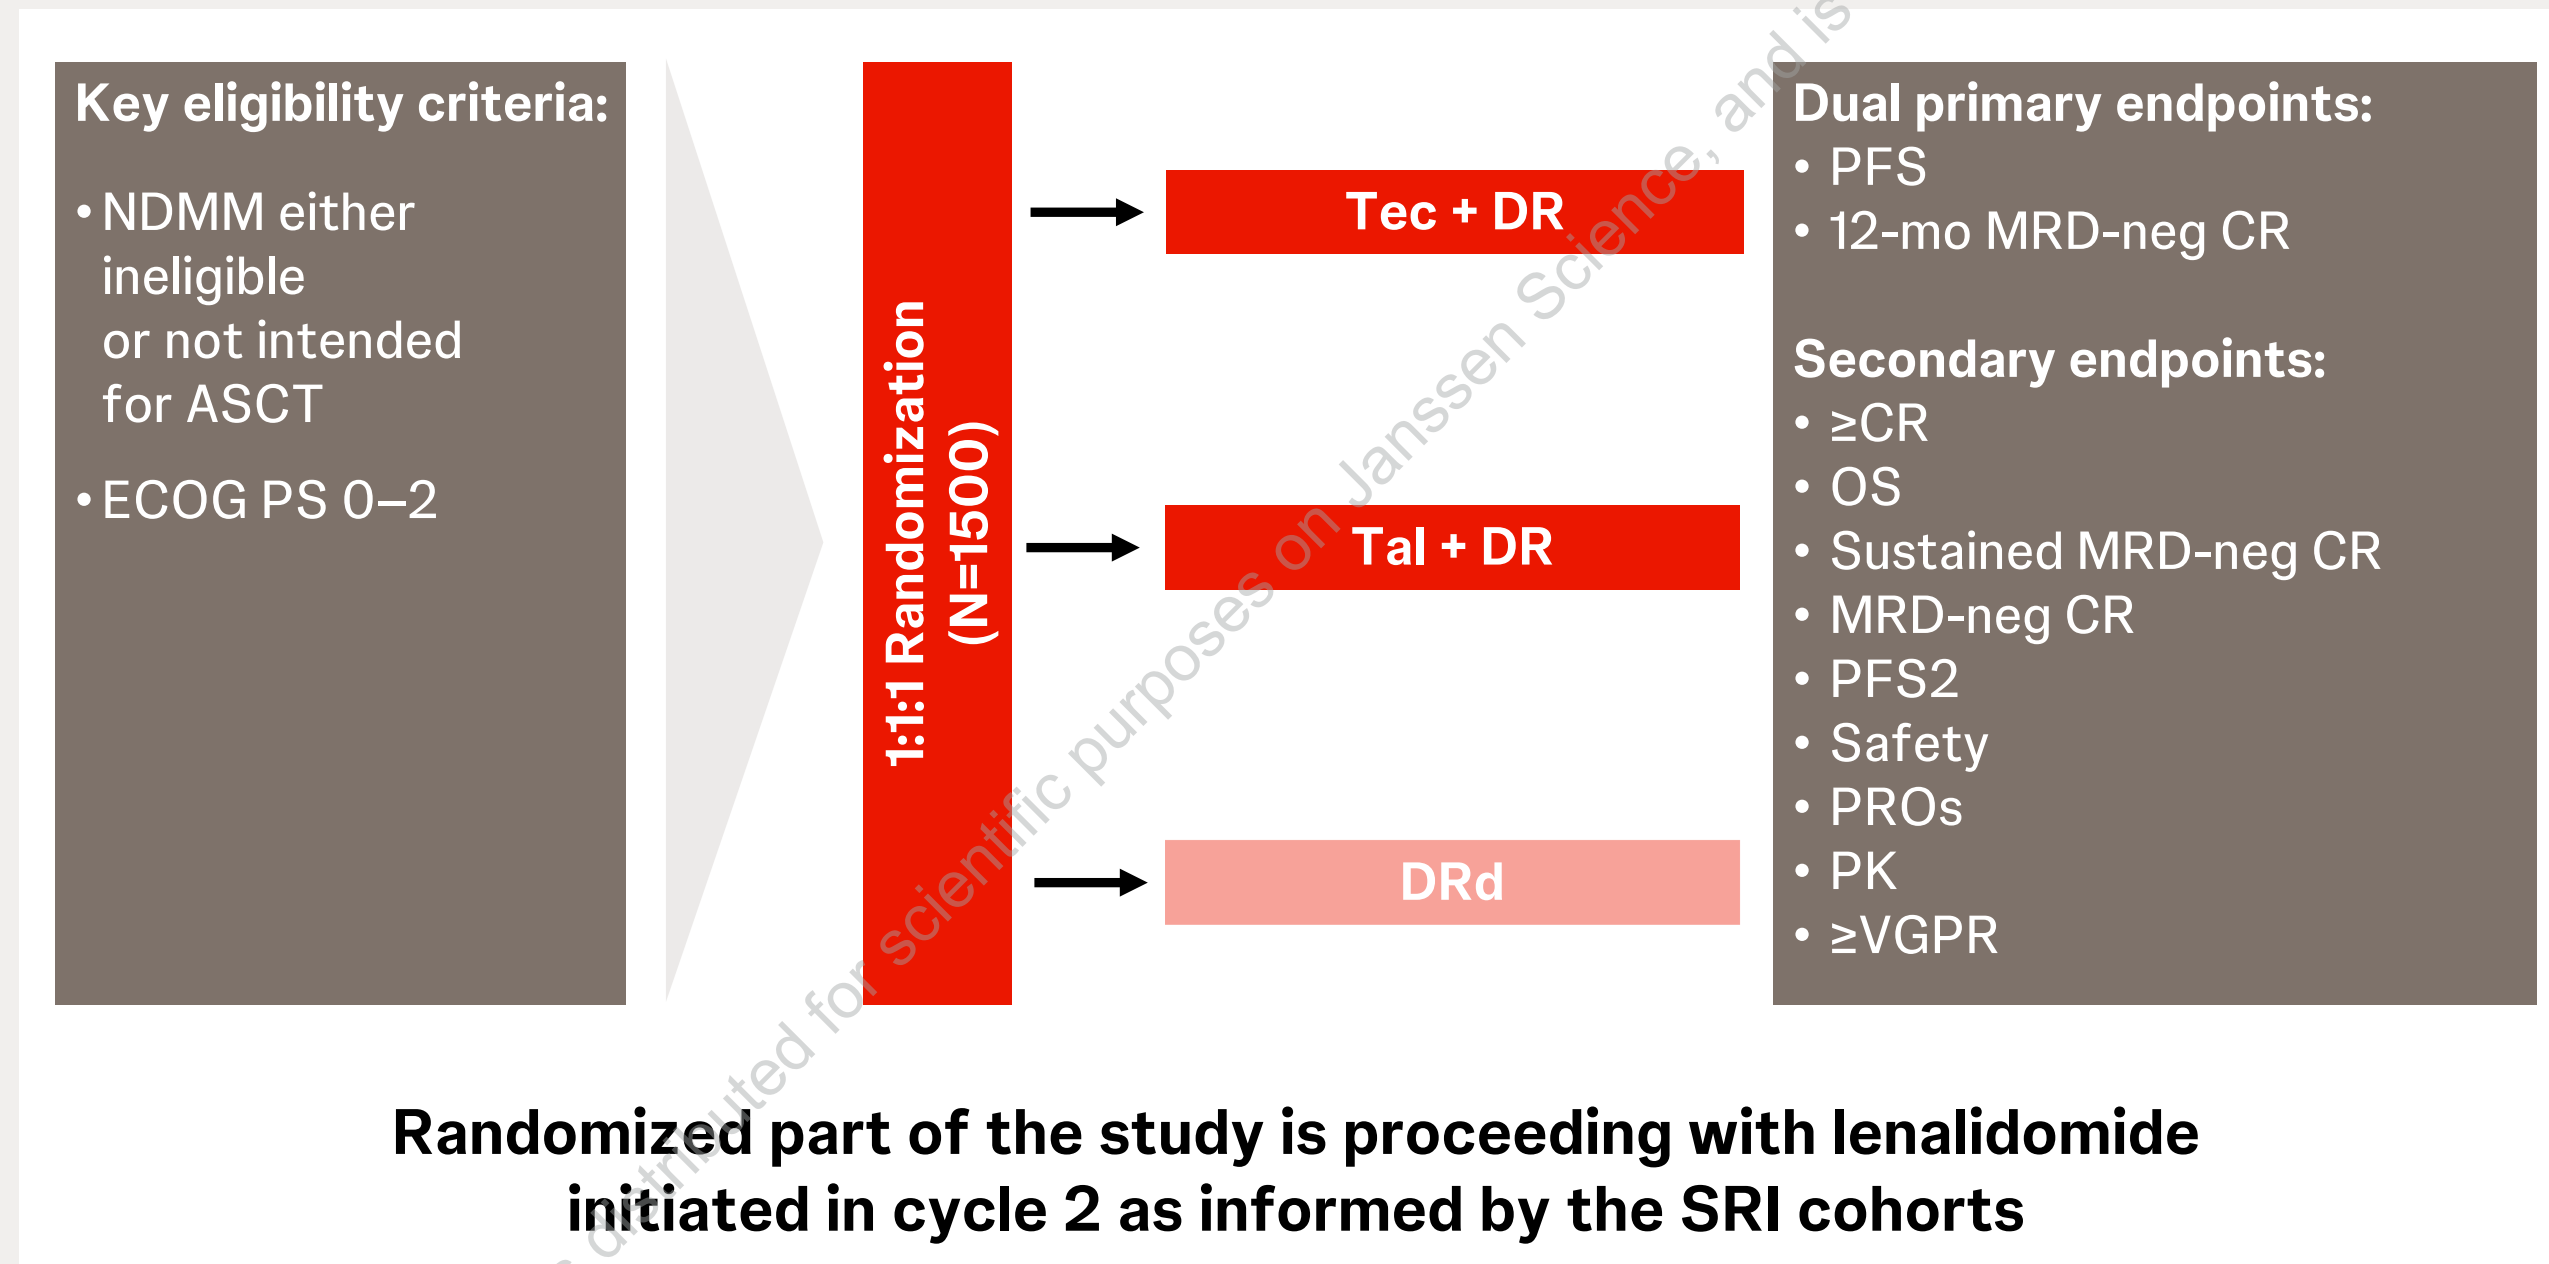 Key eligibility criteria:
• NDMM either
ineligible
or not intended
for ASCT
• ECOG PS 0–2
1:1:1 Randomization
(N=1500)
Tec + DR
Tal + DR
DRd
Dual primary endpoints:
• PFS
• 12-mo MRD-neg CR
Secondary endpoints:
• ≥CR
• OS
• Sustained MRD-neg CR
• MRD-neg CR
• PFS2
• Safety
• PROs
• PK
• ≥VGPR
Randomized part of the study is proceeding with lenalidomide
initiated in cycle 2 as informed by the SRI cohorts
distributed for scientific purposes on Janssen Science, and is